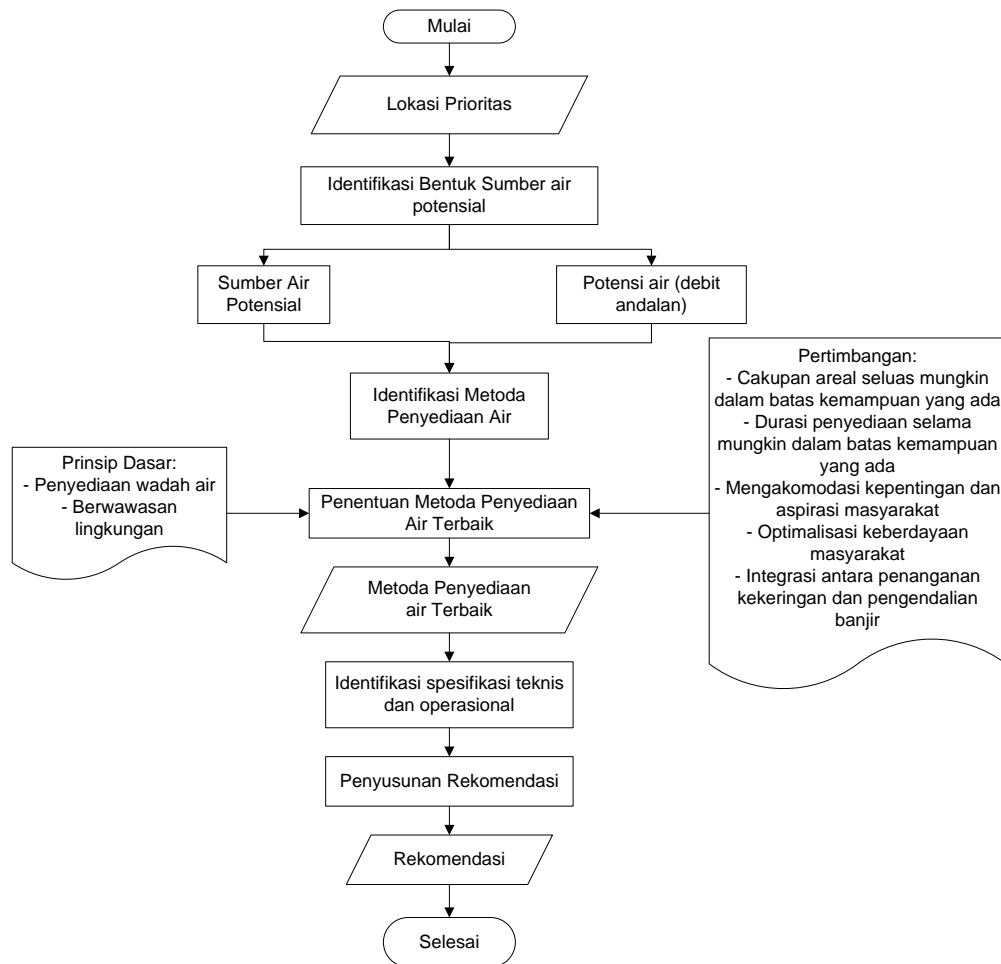 Mulai
Lokasi Prioritas
Identifikasi Bentuk Sumber air
potensial
Sumber Air
Potensial
Potensi air (debit
andalan)
Identifikasi Metoda
Penyediaan Air
Prinsip Dasar:
- Penyediaan wadah air
- Berwawasan
lingkungan
Penentuan Metoda Penyediaan
Air Terbaik
Pertimbangan:
- Cakupan areal seluas mungkin
dalam batas kemampuan yang ada
- Durasi penyediaan selama
mungkin dalam batas kemampuan
yang ada
- Mengakomodasi kepentingan dan
aspirasi masyarakat
- Optimalisasi keberdayaan
masyarakat
- Integrasi antara penanganan
kekeringan dan pengendalian
banjir
Metoda Penyediaan
air Terbaik
Identifikasi spesifikasi teknis
dan operasional
Penyusunan Rekomendasi
Rekomendasi
Selesai